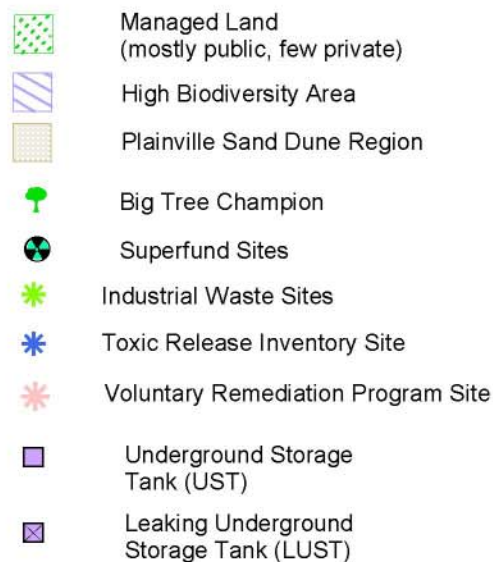 Managed Land
(mostly public, few private)
High Biodiversity Area
Plainville Sand Dune Region
Big Tree Champion
Superfund Sites
Industrial Waste Sites
Toxic Release Inventory Site
Voluntary Remediation Program Site
Underground Storage
Tank (UST)
Leaking Underground
Storage Tank (LUST)